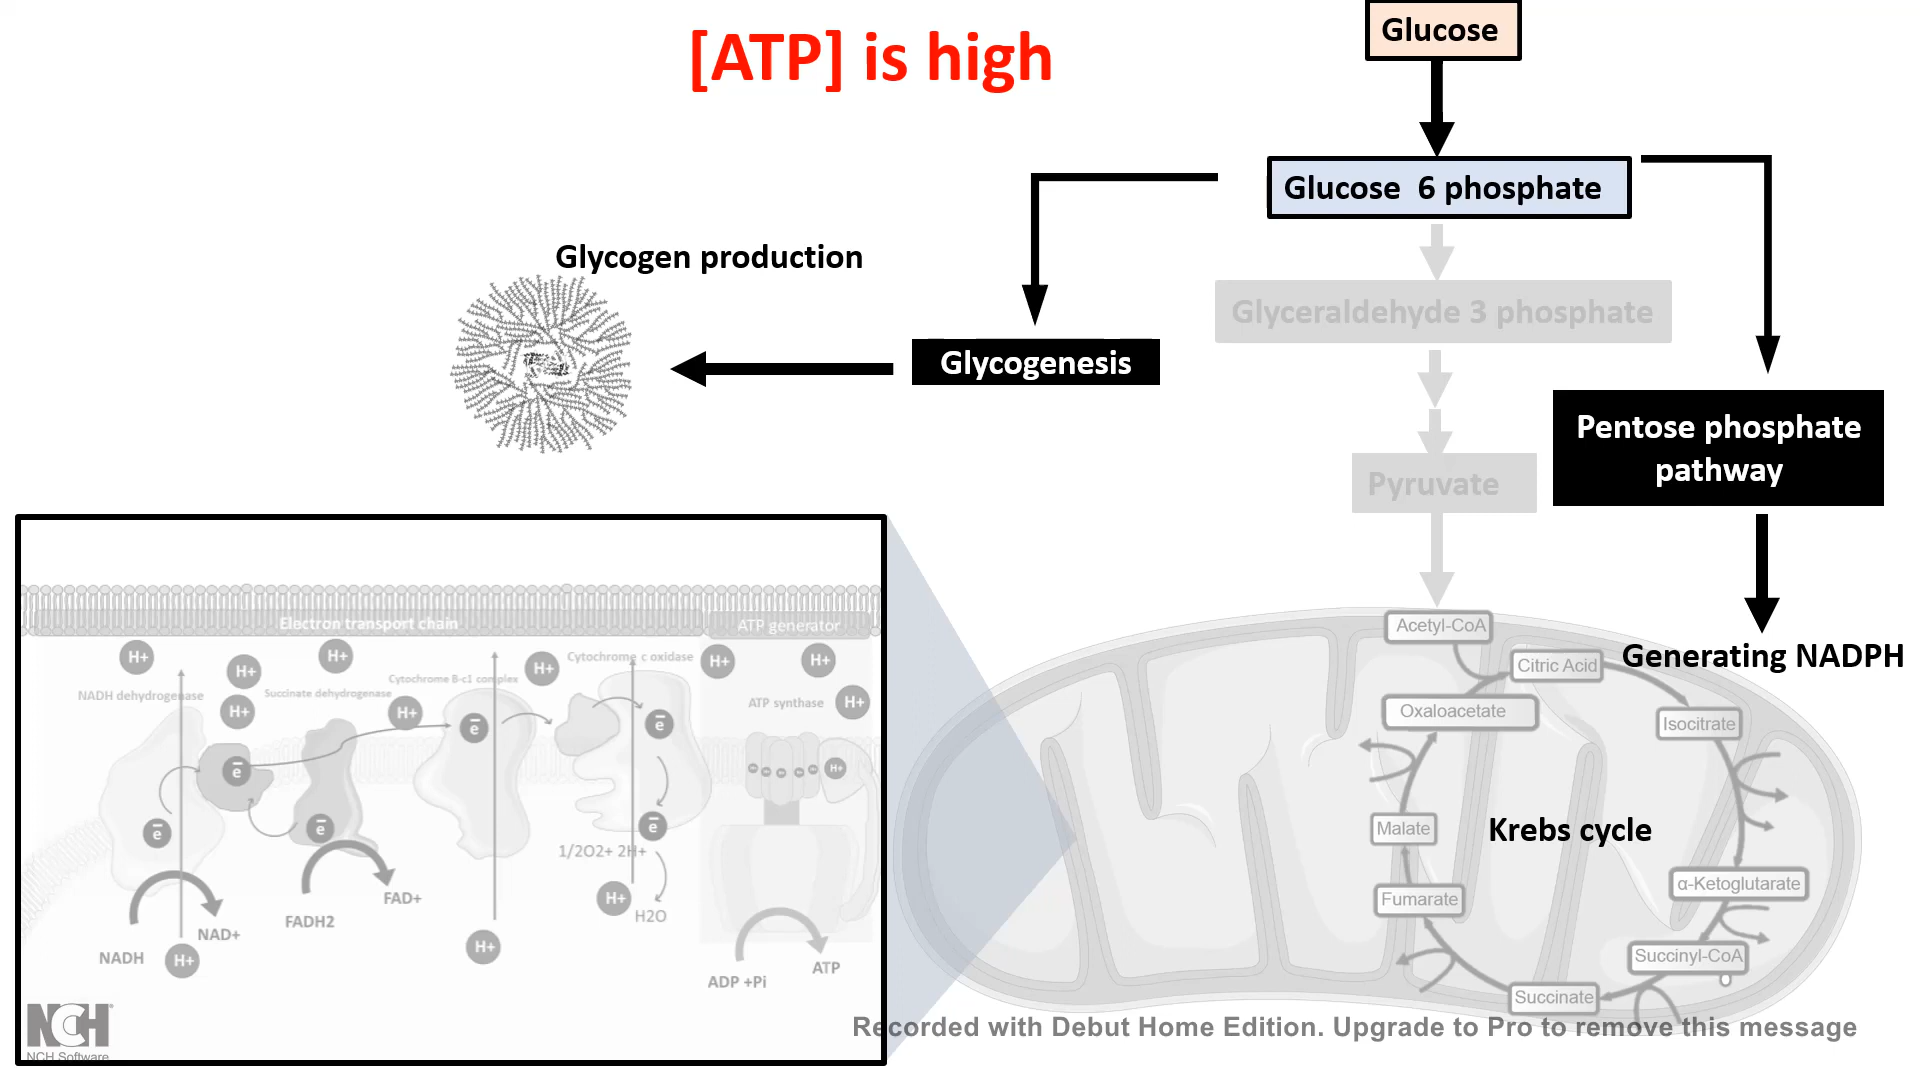 [ATP] is high
Glucose
Glucose 6 phosphate
Glycogen production
Glyceraldehyde 3 phosphate
Glycogenesis
Pentose phosphate
pathway
Pyruvate
Generating NADPH
Electron transport chain
ATP generator
H+
H+
H+
H+
H+
H+
H+
H+
H+
Cytochrome c oxidase
NADH dehydrogenase
Succinate dehydrogenase
Cytochrome B-c1 complex
ATP synthase
e
e
e
e
e
e
H+
1/2O2+ 2H+
H+
H2O
FADH2
FAD+
NADH
NAD+
H+
H+
ADP +Pi
ATP
Acetyl-CoA
Citric Acid
Oxaloacetate
Isocitrate
Malate
Krebs cycle
Fumarate
α-Ketoglutarate
Succinyl-CoA
Succinate
NCH
NCH Software
Recorded with Debut Home Edition. Upgrade to Pro to remove this message